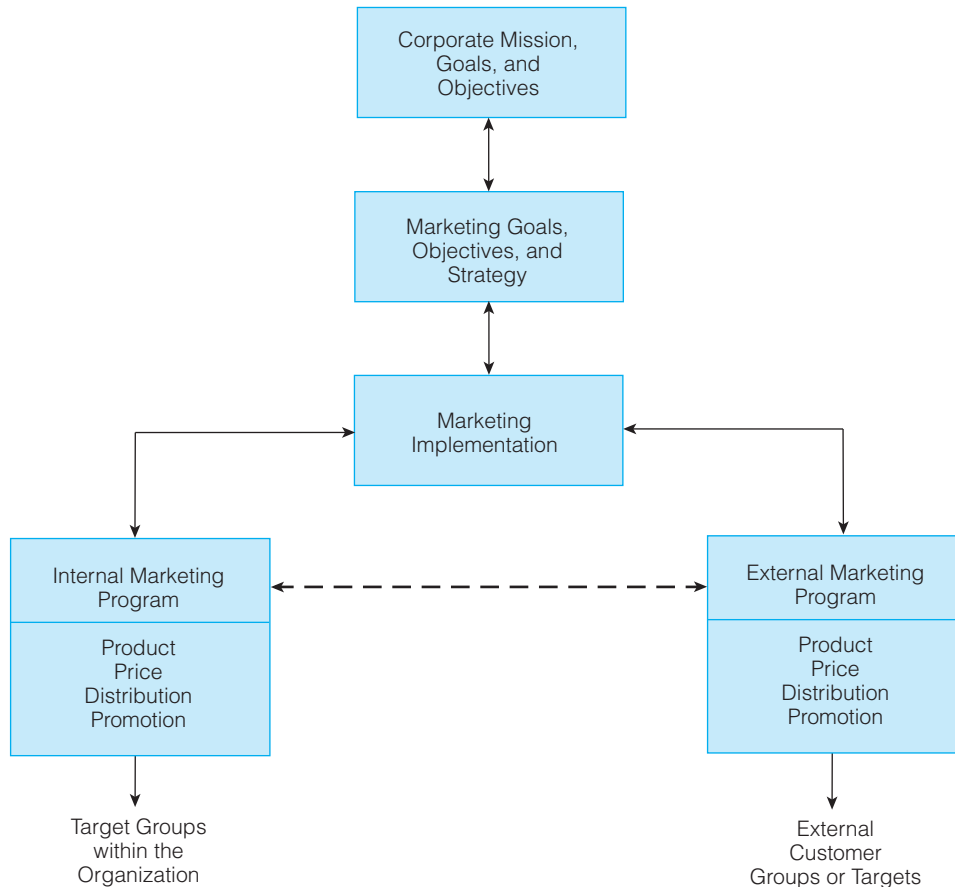 Corporate Mission,
Goals, and
Objectives
Marketing Goals,
Objectives, and
Strategy
Marketing
Implementation
Internal Marketing
Program
Product
Price
Distribution
Promotion
Target Groups
within the
Organization
External Marketing
Program
Product
Price
Distribution
Promotion
External
Customer
Groups or Targets